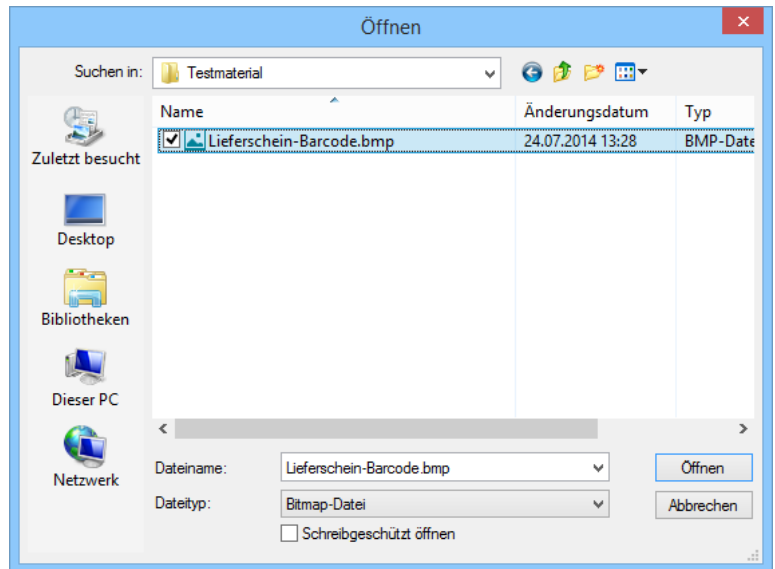 Öffnen
Suchen in: Testmaterial
Name Änderungsdatum Typ
Lieferschein-Barcode.bmp 24.07.2014 13:28 BMP-Date
Zuletzt besucht
Desktop
Bibliotheken
Dieser PC
Netzwerk
Dateiname: Lieferschein-Barcode.bmp Öffnen
Dateityp: Bitmap-Datei Abbrechen
Schreibgeschützt öffnen